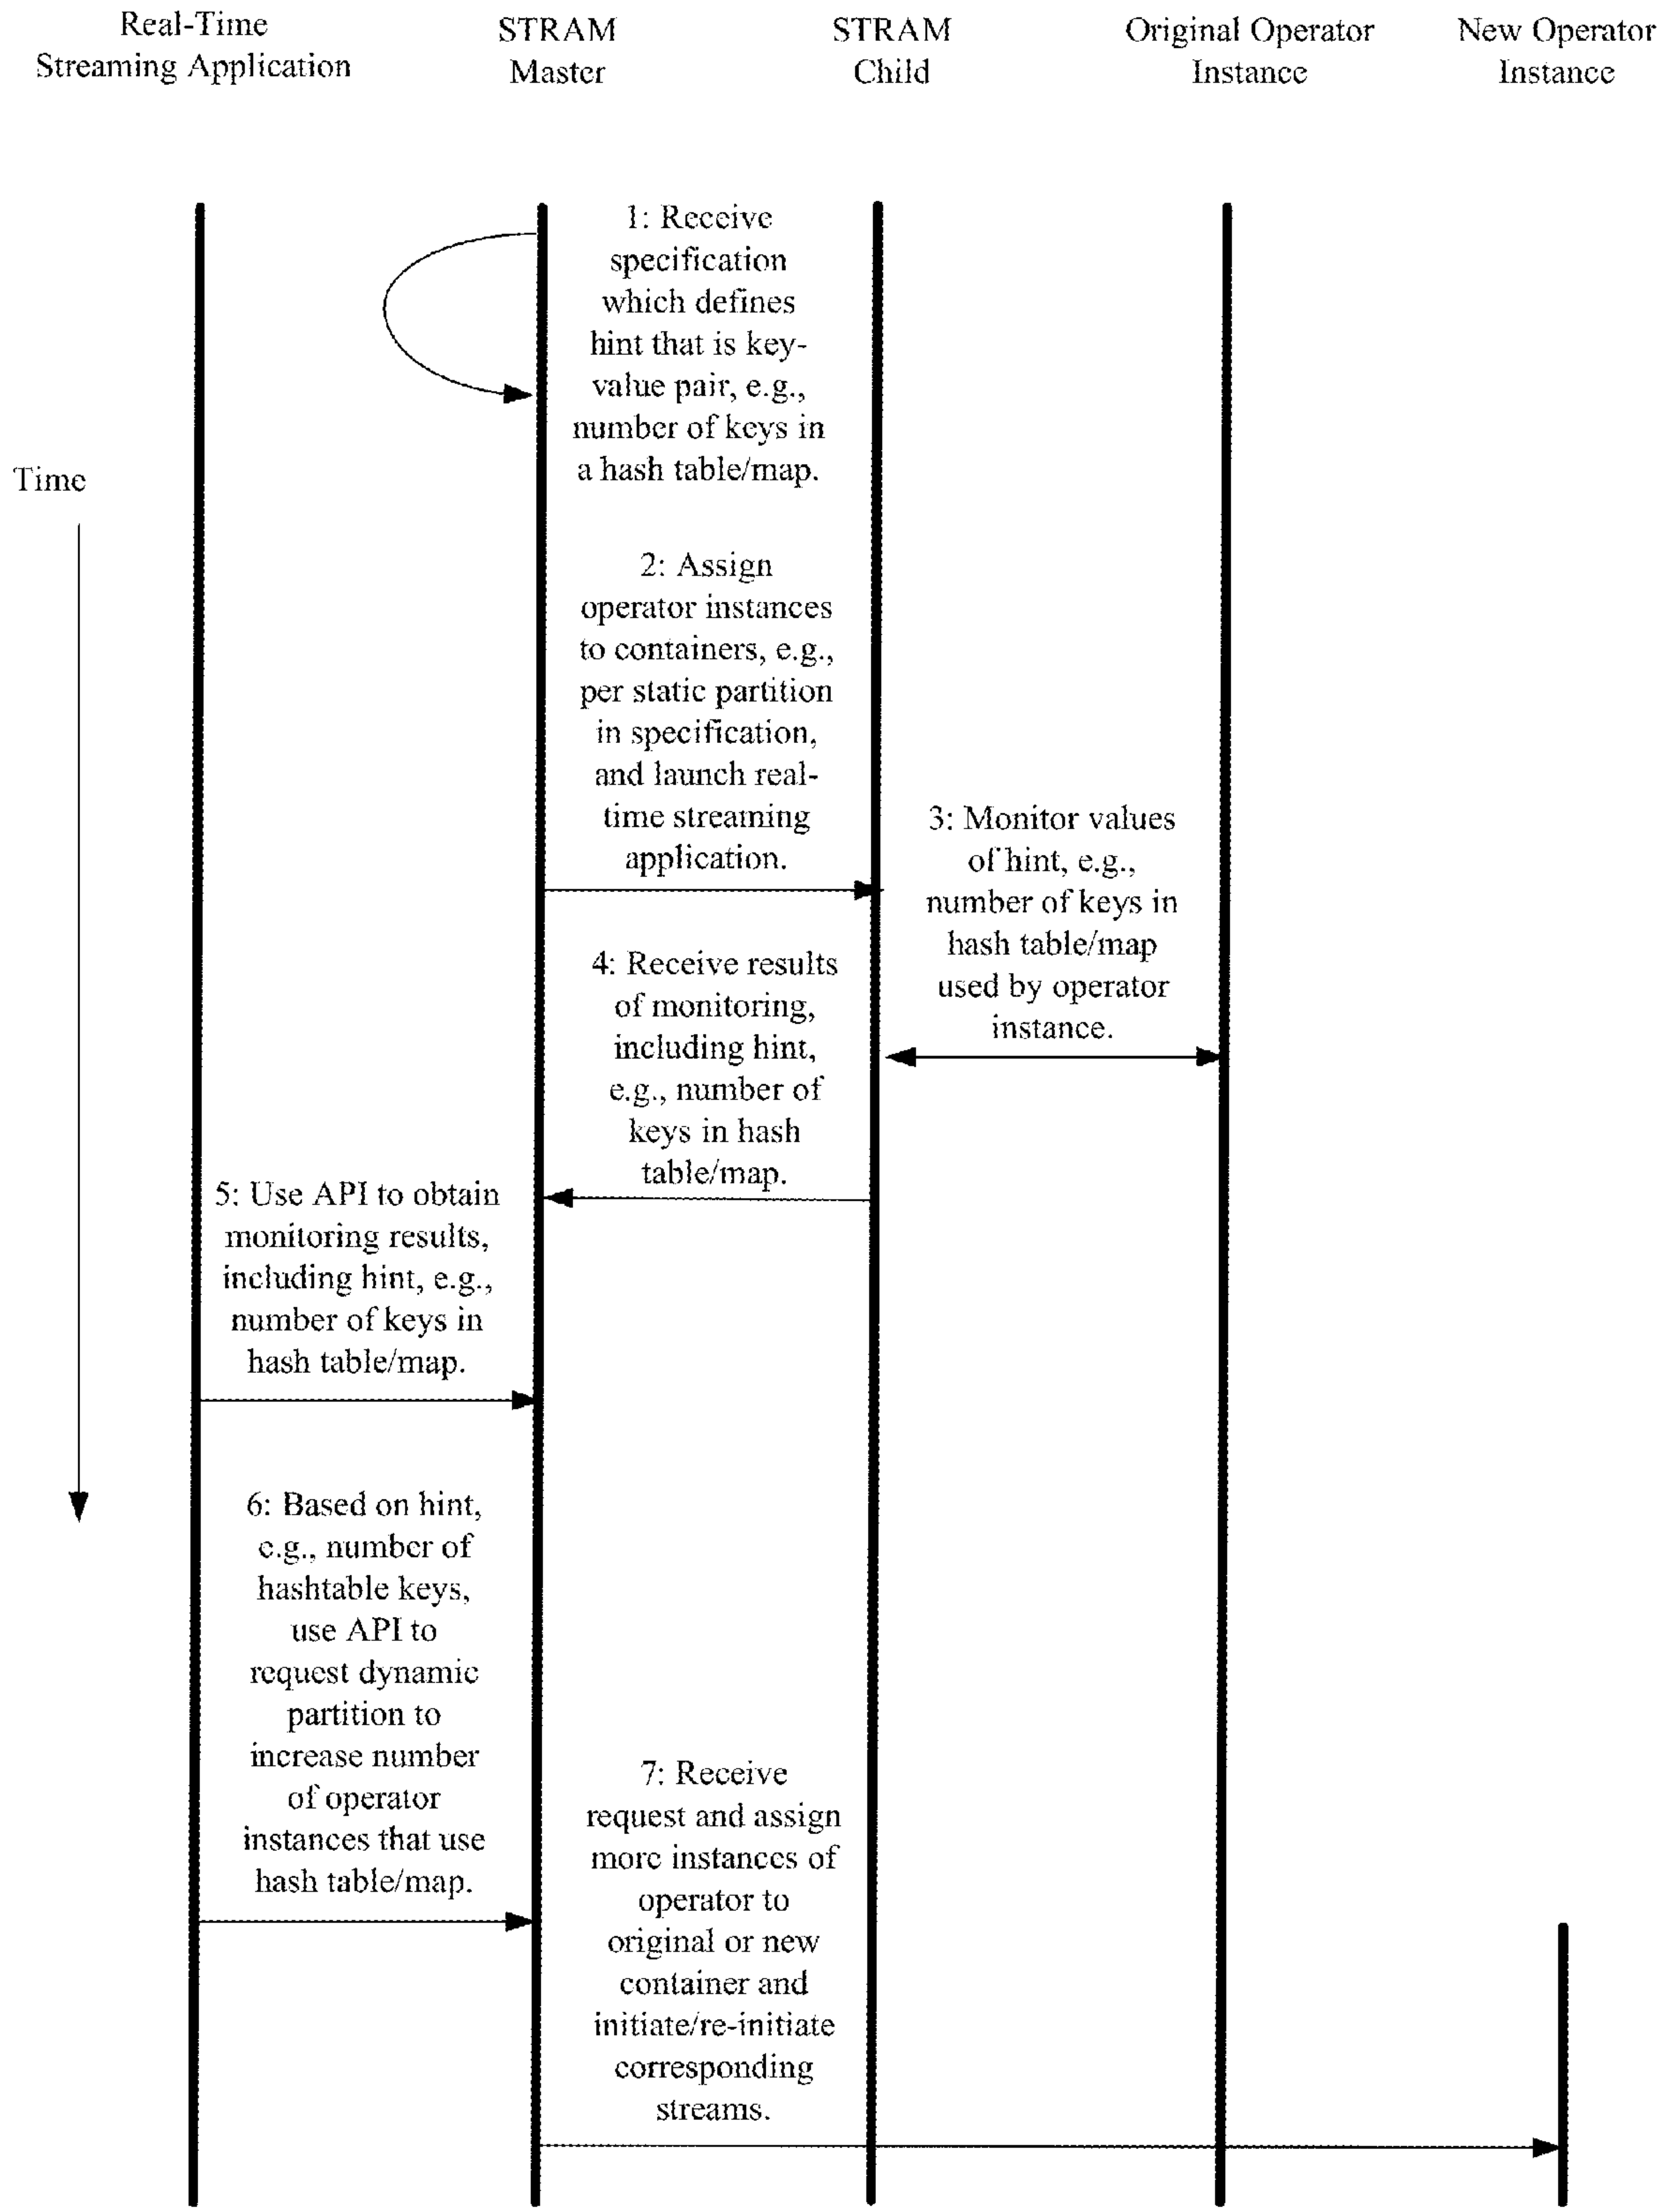 Real-Time
Streaming Application
STRAM
Master
STRAM
Child
Original Operator
Instance
New Operator
Instance
1: Receive
specification
which defines
hint that is key-
value pair, e.g.,
number of keys in
a hash table/map.
Time
2: Assign
operator instances
to containers, e.g.,
per static partition
in specification,
and launch real-
time streaming
application.
3: Monitor values
of hint, e.g.,
number of keys in
hash table/map
used by operator
instance.
4: Receive results
of monitoring,
including hint,
e.g., number of
keys in hash
table/map.
5: Use API to obtain
monitoring results,
including hint, e.g.,
number of keys in
hash table/map.
6: Based on hint,
e.g., number of
hashtable keys,
use API to
request dynamic
partition to
increase number
of operator
instances that use
hash table/map.
7: Receive
request and assign
more instances of
operator to
original or new
container and
initiate/re-initiate
corresponding
streams.